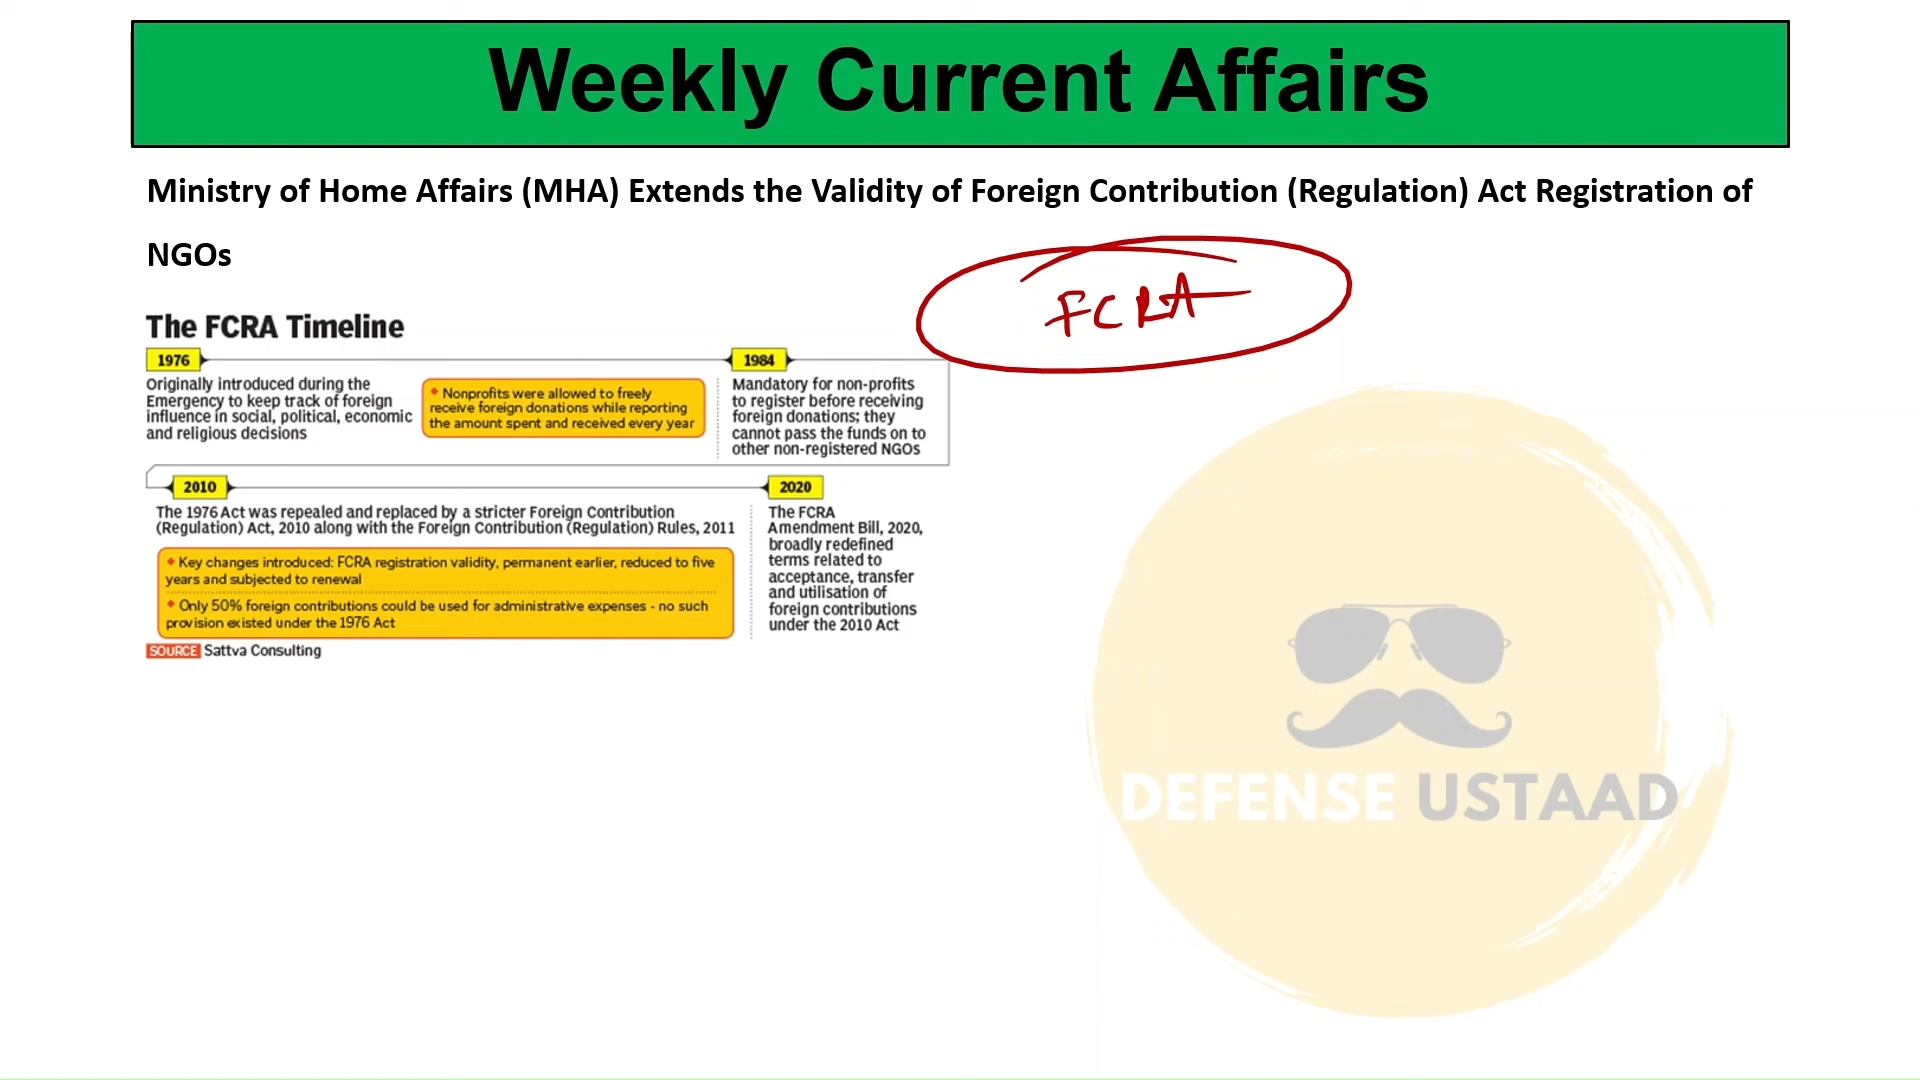 Weekly Current Affairs
Ministry of Home Affairs (MHA) Extends the Validity of Foreign Contribution (Regulation) Act Registration of
NGOs
FCRA
The FCRA Timeline
1976
Originally introduced during the
Emergency to keep track of foreign
influence in social, political, economic
and religious decisions
Nonprofits were allowed to freely
receive foreign donations while reporting
the amount spent and received every year
1984
Mandatory for non-profits
to register before receiving
foreign donations; they
cannot pass the funds on to
other non-registered NGOs
2010
The 1976 Act was repealed and replaced by a stricter Foreign Contribution
(Regulation) Act, 2010 along with the Foreign Contribution (Regulation) Rules, 2011
Key changes introduced: FCRA registration validity, permanent earlier, reduced to five
years and subjected to renewal
Only 50% foreign contributions could be used for administrative expenses - no such
provision existed under the 1976 Act
2020
The FCRA
Amendment Bill, 2020,
broadly redefined
terms related to
acceptance, transfer
and utilisation of
foreign contributions
under the 2010 Act
SOURCE Sattva Consulting
DEFENSE USTAAD